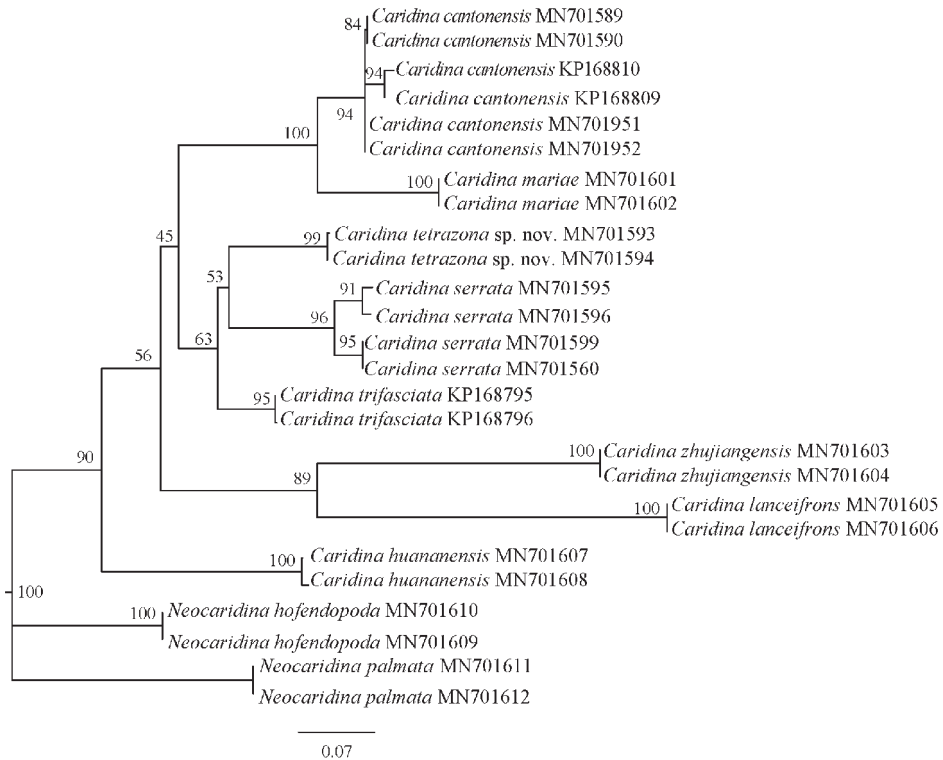 Caridina cantonensis MN701589
84
Caridina cantonensis MN701590
94
Caridina cantonensis KP168810
Caridina cantonensis KP168809
94
Caridina cantonensis MN701951
100
Caridina cantonensis MN701952
100
Caridina mariae MN701601
Caridina mariae MN701602
99
Caridina tetrazona sp. nov. MN701593
45
Caridina tetrazona sp. nov. MN701594
53
91
Caridina serrata MN701595
96
Caridina serrata MN701596
63
95
Caridina serrata MN701599
56
Caridina serrata MN701560
95
Caridina trifasciata KP168795
Caridina trifasciata KP168796
90
100
Caridina zhujiangensis MN701603
89
Caridina zhujiangensis MN701604
100
Caridina lanceifrons MN701605
Caridina lanceifrons MN701606
100
Caridina huananensis MN701607
Caridina huananensis MN701608
100
100
Neocaridina hofendopoda MN701610
Neocaridina hofendopoda MN701609
Neocaridina palmata MN701611
Neocaridina palmata MN701612
0.07